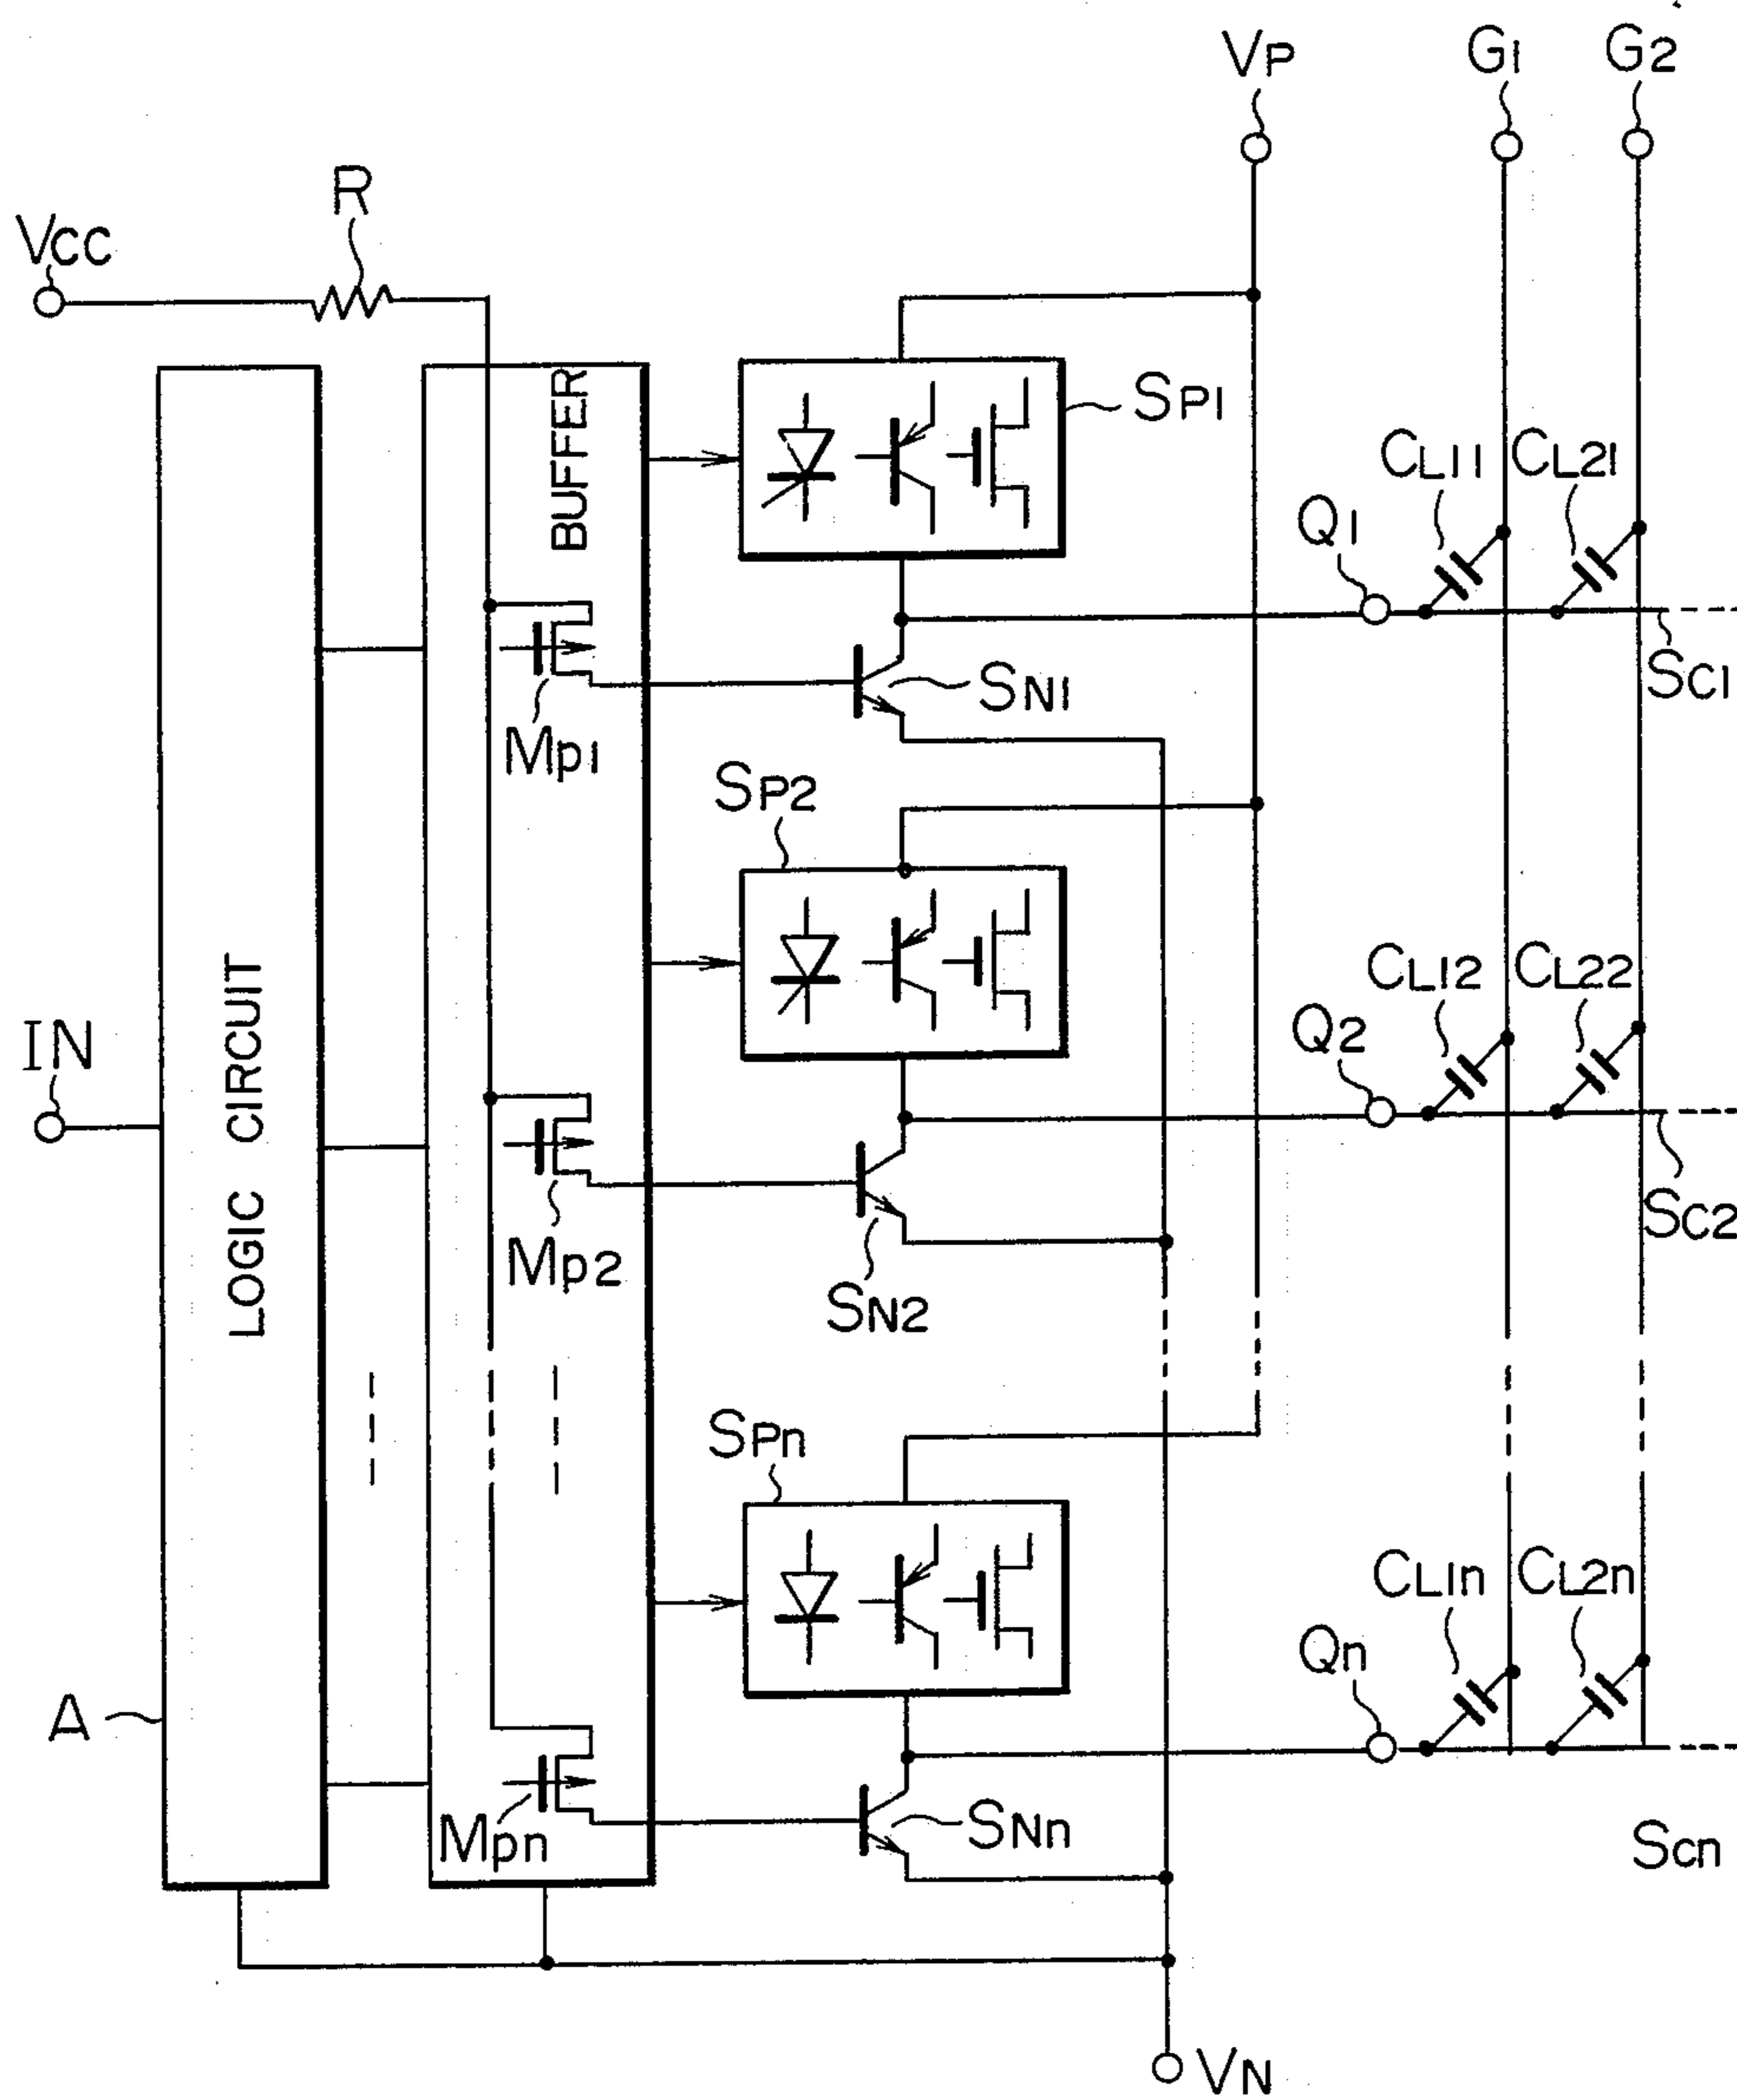 VP
G1
G2
R
VCC
BUFFER
SP1
CL11
CL21
Q1
SN1
SC1
Mp1
SP2
CL12
CL22
Q2
IN
LOGIC CIRCUIT
SC2
Mp2
SN2
SPn
CL1n
CL2n
Qn
A
Mpn
SNn
Scn
VN